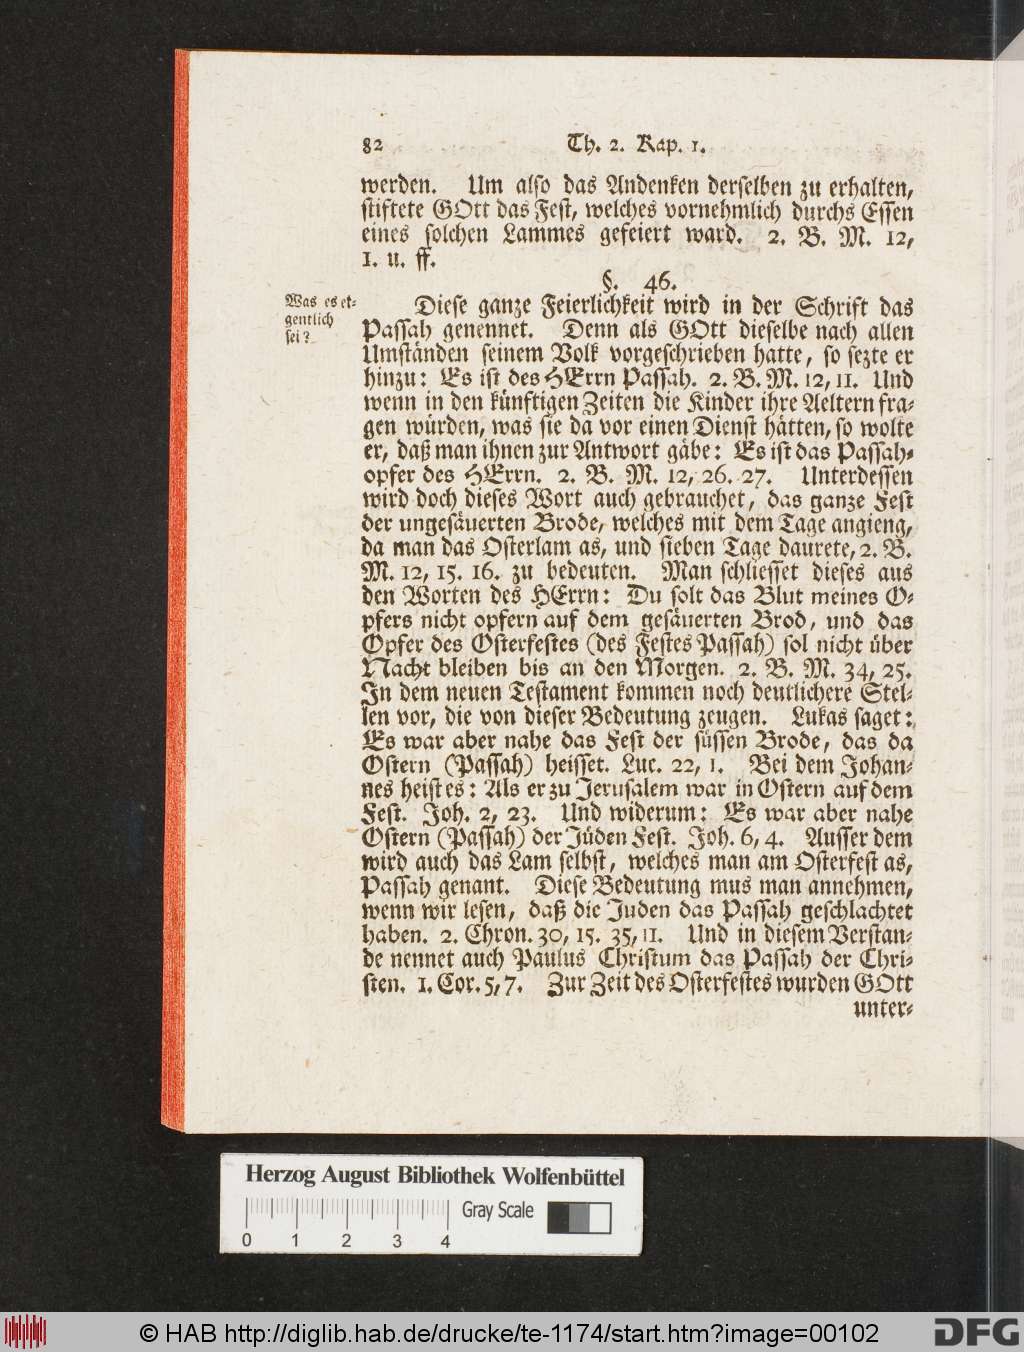 82 Th. 2. Kap. 1.
werden. Um also das Andenken derselben zu erhalten,
stiftete GOtt das Fest, welches vornehmlich durchs Essen
eines solchen Lammes gefeiert ward. 2. B. M. 12,
1. u. ff.
§. 46.
Was es ei-
gentlich
sei?
Diese ganze Feierlichkeit wird in der Schrift das
Passah genennet. Denn als GOtt dieselbe nach allen
Umständen seinem Volk vorgeschrieben hatte, so sezte er
hinzu: Es ist des HErrn Passah. 2. B. M. 12, 11. Und
wenn in den künftigen Zeiten die Kinder ihre Aeltern fra-
gen würden, was sie da vor einen Dienst hätten, so wolte
er, daß man ihnen zur Antwort gäbe: Es ist das Passah-
opfer des HErrn. 2. B. M. 12, 26. 27. Unterdessen
wird doch dieses Wort auch gebrauchet, das ganze Fest
der ungesäuerten Brode, welches mit dem Tage angieng,
da man das Osterlam as, und sieben Tage daurete, 2. B.
M. 12, 15. 16. zu bedeuten. Man schliesset dieses aus
den Worten des HErrn: Du solt das Blut meines O-
pfers nicht opfern auf dem gesäuerten Brod, und das
Opfer des Osterfestes (des Festes Passah) sol nicht über
Nacht bleiben bis an den Morgen. 2. B. M. 34, 25.
In dem neuen Testament kommen noch deutlichere Stel-
len vor, die von dieser Bedeutung zeugen. Lukas saget:
Es war aber nahe das Fest der süssen Brode, das da
Ostern (Passah) heisset. Luc. 22, 1. Bei dem Johan-
nes heist es: Als er zu Jerusalem war in Ostern auf dem
Fest. Joh. 2, 23. Und widerum: Es war aber nahe
Ostern (Passah) der Jüden Fest. Joh. 6, 4. Ausser dem
wird auch das Lam selbst, welches man am Osterfest as,
Passah genant. Diese Bedeutung mus man annehmen,
wenn wir lesen, daß die Juden das Passah geschlachtet
haben. 2. Chron. 30, 15. 35, 11. Und in diesem Verstan-
de nennet auch Paulus Christum das Passah der Chri-
sten. 1. Cor. 5, 7. Zur Zeit des Osterfestes wurden GOtt
unter-
Herzog August Bibliothek Wolfenbüttel
Gray Scale
0 1 2 3 4
© HAB http://diglib.hab.de/drucke/te-1174/start.htm?image=00102
DFG